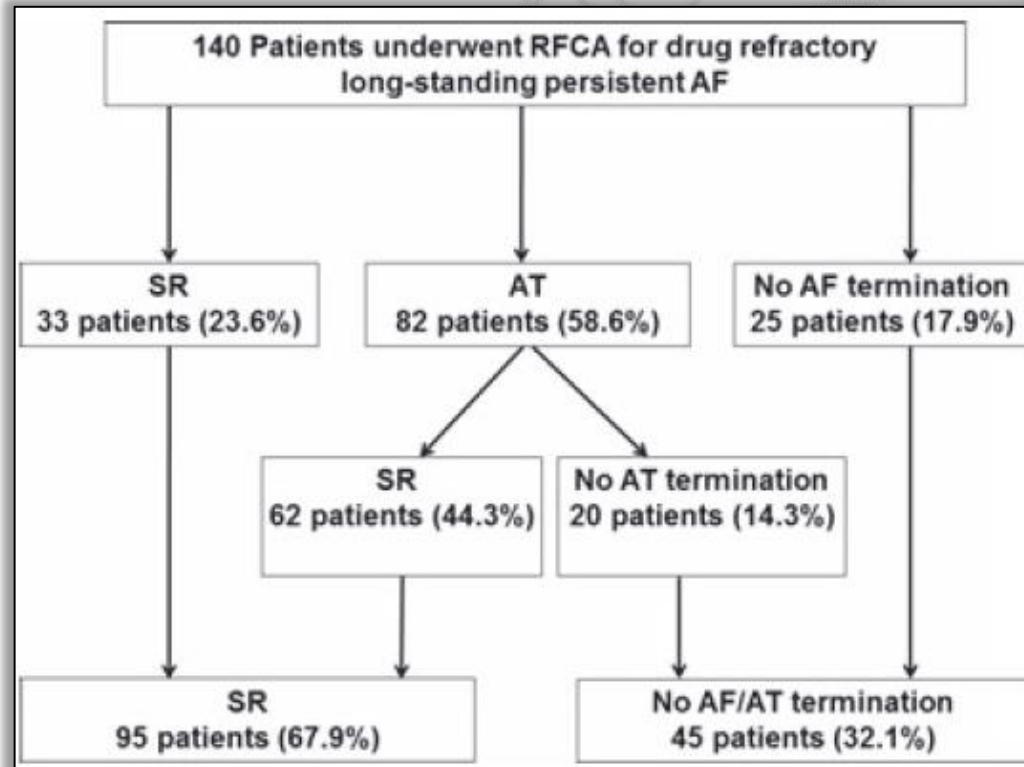 140 Patients underwent RFCA for drug refractory
long-standing persistent AF
SR
33 patients (23.6%)
AT
82 patients (58.6%)
No AF termination
25 patients (17.9%)
SR
62 patients (44.3%)
No AT termination
20 patients (14.3%)
SR
95 patients (67.9%)
No AF/AT termination
45 patients (32.1%)